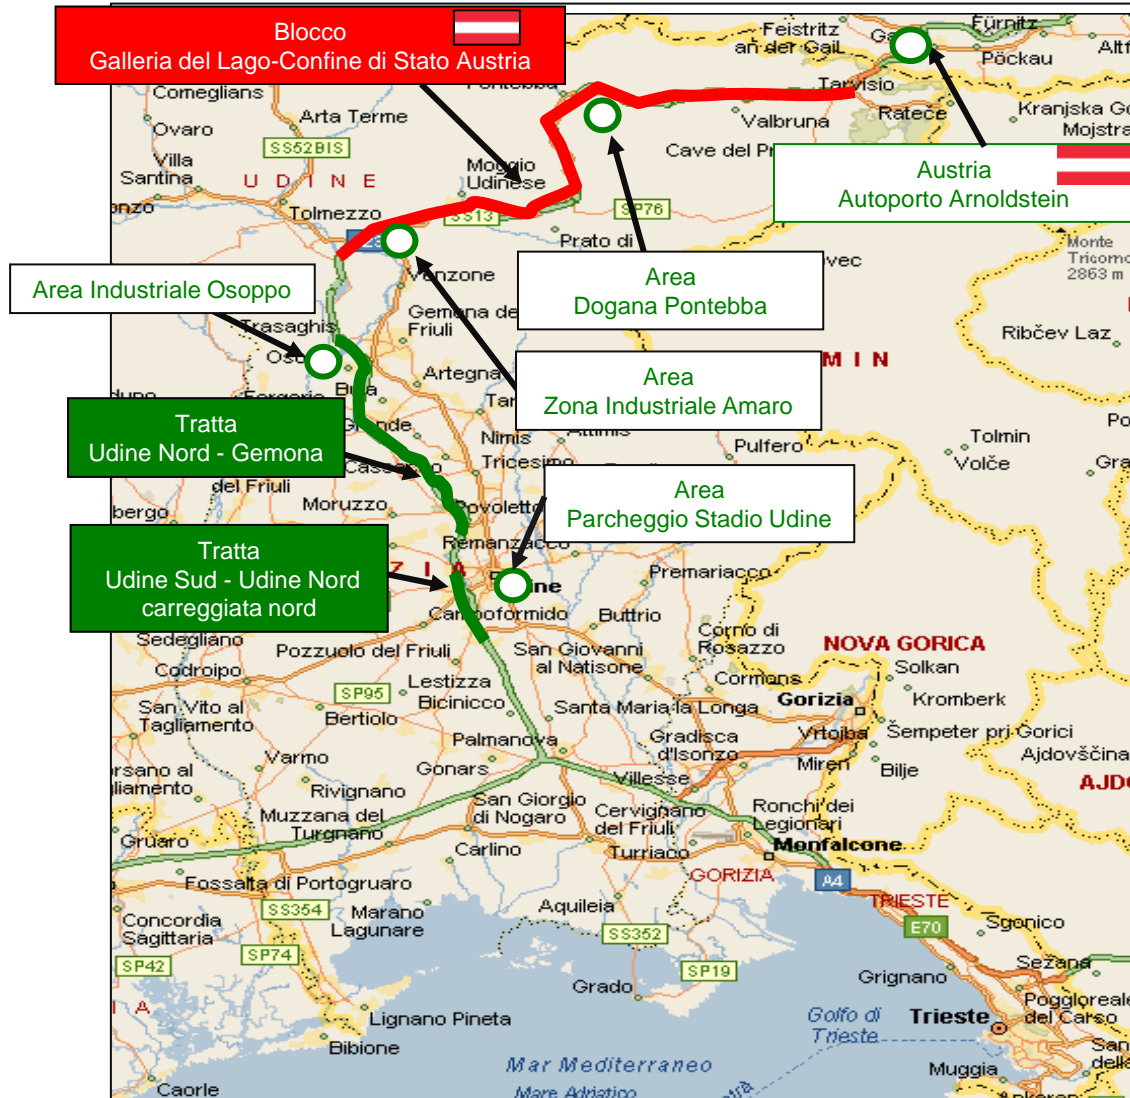 Blocco
Galleria del Lago-Confine di Stato Austria
Feistritz
an der Gail
Fürnitz
Pöckau
Tarvisio
Comeglians
Ovaro
Arta Terme
SS52BIS
Valbruna
Rateče
Villa
Santina
Moggio
Udinese
UDINE
SS13
SP76
Tolmezzo
Prato di
Austria
Autoporto Arnoldstein
Monte
2863 m
Area Industriale Osoppo
Venzone
Area
Dogana Pontebba
Trasaghis
Gemona de
Friuli
Ribčev Laz
Artegna
Area
Zona Industriale Amaro
MIN
Tratta
Udine Nord - Gemona
Nimis
Attimis
Pulfero
Tolmin
Volče
Tricesimo
del Friuli
Moruzzo
Povoletto
Area
Parcheggio Stadio Udine
Remanzacco
Tratta
Udine Sud - Udine Nord
carreggiata nord
Premariacco
Campoformido
Buttrio
Sedegliano
Pozzuolo del Friuli
San Giovanni
al Natisone
Corno di
Rosazzo
NOVA GORICA
Solkan
Codroipo
SP95
Lestizza
Bicinicco
Cormons
Gorizia
Kromberk
San Vito al
Tagliamento
Bertiolo
Santa Maria la Longa
Gradisca
d'Isonzo
Vrtojba
Šempeter pri Gorici
Varmo
Palmanova
Gonars
Villesse
Miren
Bilje
Ajdovščina
Rivignano
Muzzana del
Turgnano
San Giorgio
di Nogaro
Cervignano
del Friuli
Ronchi dei
Legionari
Gruaro
Carlino
Turriaco
Monfalcone
Fossalta di Portogruaro
GORIZIA
A4
TRIESTE
SS354
Marano
Lagunare
Aquileia
Concordia
Sagittaria
SP42
SP74
SS352
SP19
E70
Sgonico
Grado
Grignano
Sežana
Lignano Pineta
Bibione
Golfo di
Trieste
Trieste
Poggioreale
del Carso
Mar Mediterraneo
Mare Adriatico
Muggia
Caorle